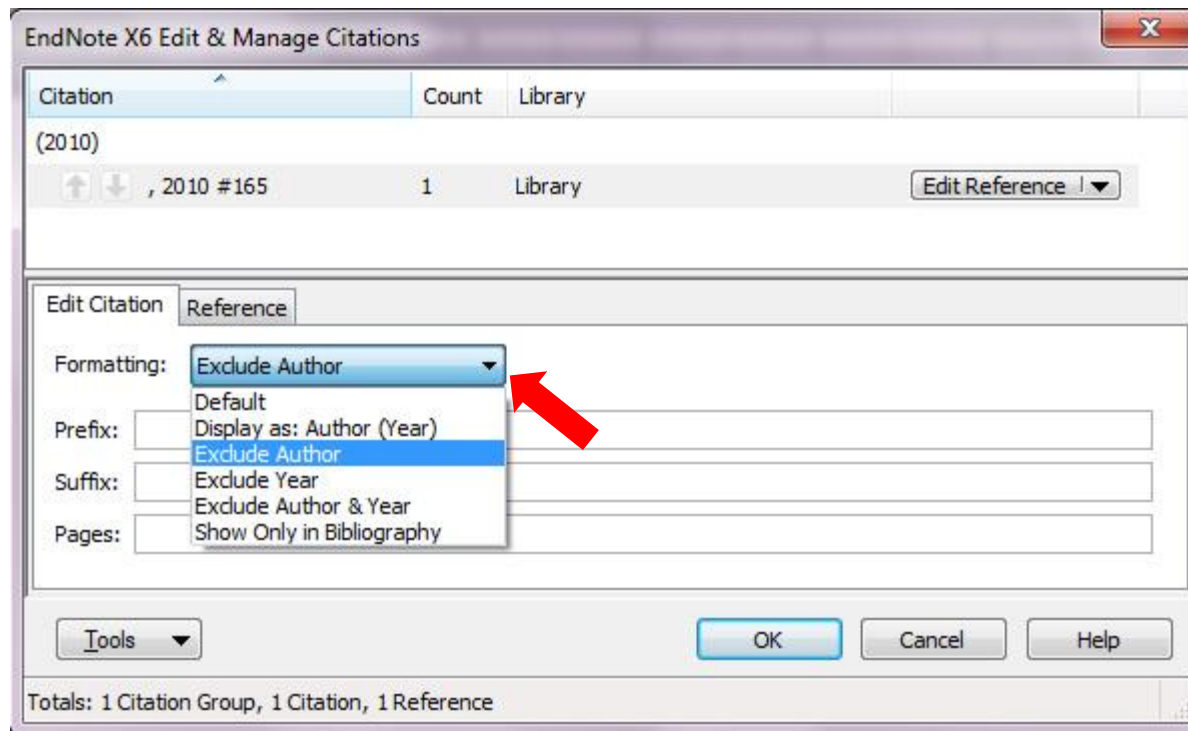 EndNote X6 Edit & Manage Citations
Citation Count Library
(2010)
, 2010 #165 1 Library Edit Reference
Edit Citation Reference
Formatting: Exclude Author
Default
Prefix: Display as: Author (Year)
Exclude Author
Suffix: Exclude Year
Exclude Author & Year
Pages: Show Only in Bibliography
Tools OK Cancel Help
Totals: 1 Citation Group, 1 Citation, 1 Reference